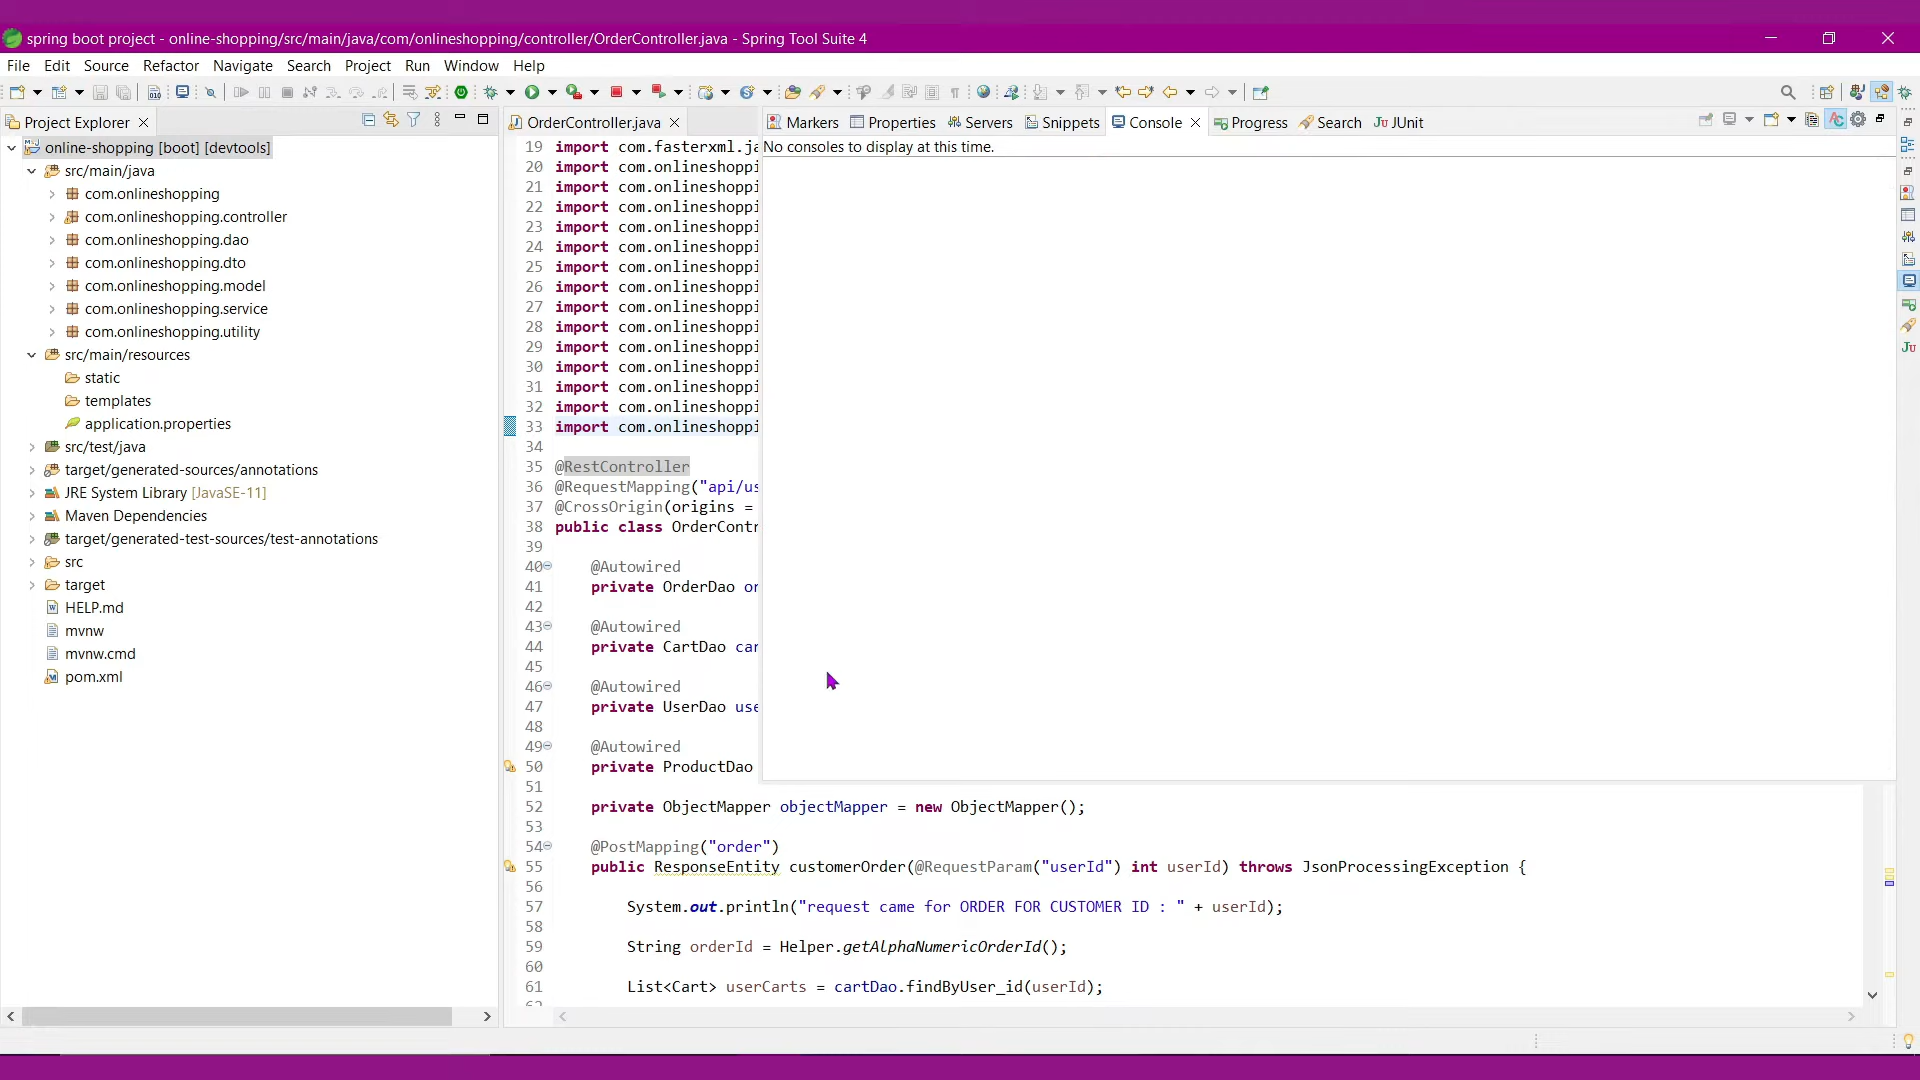 spring boot project - online-shopping/src/main/java/com/onlineshopping/controller/OrderController.java - Spring Tool Suite 4
File Edit Source Refactor Navigate Search Project Run Window Help
Project Explorer
online-shopping [boot] [devtools]
src/main/java
com.onlineshopping
com.onlineshopping.controller
com.onlineshopping.dao
com.onlineshopping.dto
com.onlineshopping.model
com.onlineshopping.service
com.onlineshopping.utility
src/main/resources
static
templates
application.properties
src/test/java
target/generated-sources/annotations
JRE System Library [JavaSE-11]
Maven Dependencies
target/generated-test-sources/test-annotations
src
target
HELP.md
mvnw
mvnw.cmd
pom.xml
OrderController.java
Markers Properties Servers Snippets Console Progress Search JUnit
No consoles to display at this time.
19 import com.fasterxml.ja
20 import com.onlineshoppi
21 import com.onlineshoppi
22 import com.onlineshoppi
23 import com.onlineshoppi
24 import com.onlineshoppi
25 import com.onlineshoppi
26 import com.onlineshoppi
27 import com.onlineshoppi
28 import com.onlineshoppi
29 import com.onlineshoppi
30 import com.onlineshoppi
31 import com.onlineshoppi
32 import com.onlineshoppi
33 import com.onlineshoppi
34
35 @RestController
36 @RequestMapping("api/us
37 @CrossOrigin(origins =
38 public class OrderContr
39
40 @Autowired
41 private OrderDao or
42
43 @Autowired
44 private CartDao car
45
46 @Autowired
47 private UserDao use
48
49 @Autowired
50 private ProductDao
51
52 private ObjectMapper objectMapper = new ObjectMapper();
53
54 @PostMapping("order")
55 public ResponseEntity customerOrder(@RequestParam("userId") int userId) throws JsonProcessingException {
56
57 System.out.println("request came for ORDER FOR CUSTOMER ID : " + userId);
58
59 String orderId = Helper.getAlphaNumericOrderId();
60
61 List<Cart> userCarts = cartDao.findByUser_id(userId);